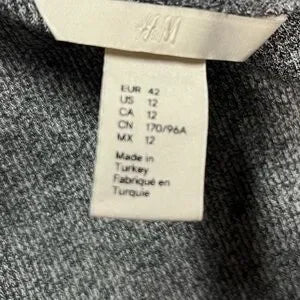 H&M
EUR 42
US 12
CA 12
CN 170/96A
MX 12
Made in
Turkey
Fabriqué en
Turquie